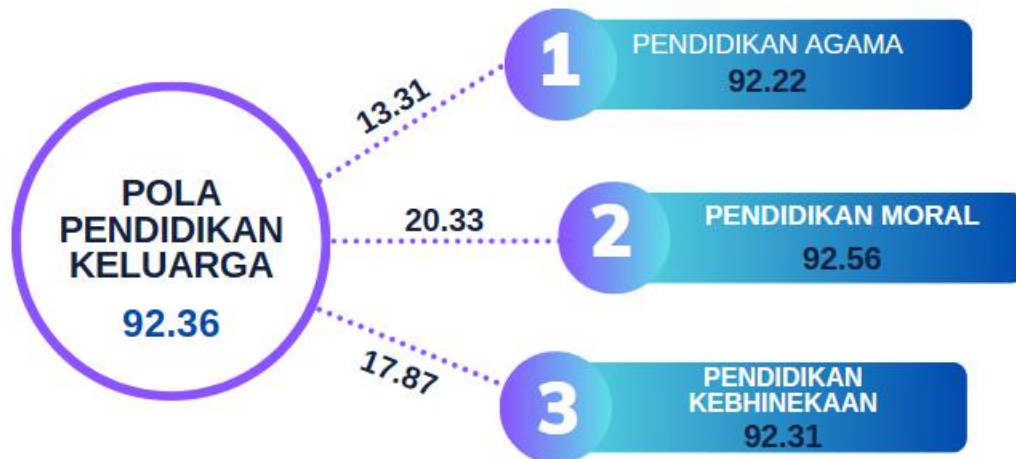 POLA
PENDIDIKAN
KELUARGA
92.36
13.31
1
PENDIDIKAN AGAMA
92.22
20.33
2
PENDIDIKAN MORAL
92.56
17.87
3
PENDIDIKAN
KEBHINEKAAN
92.31